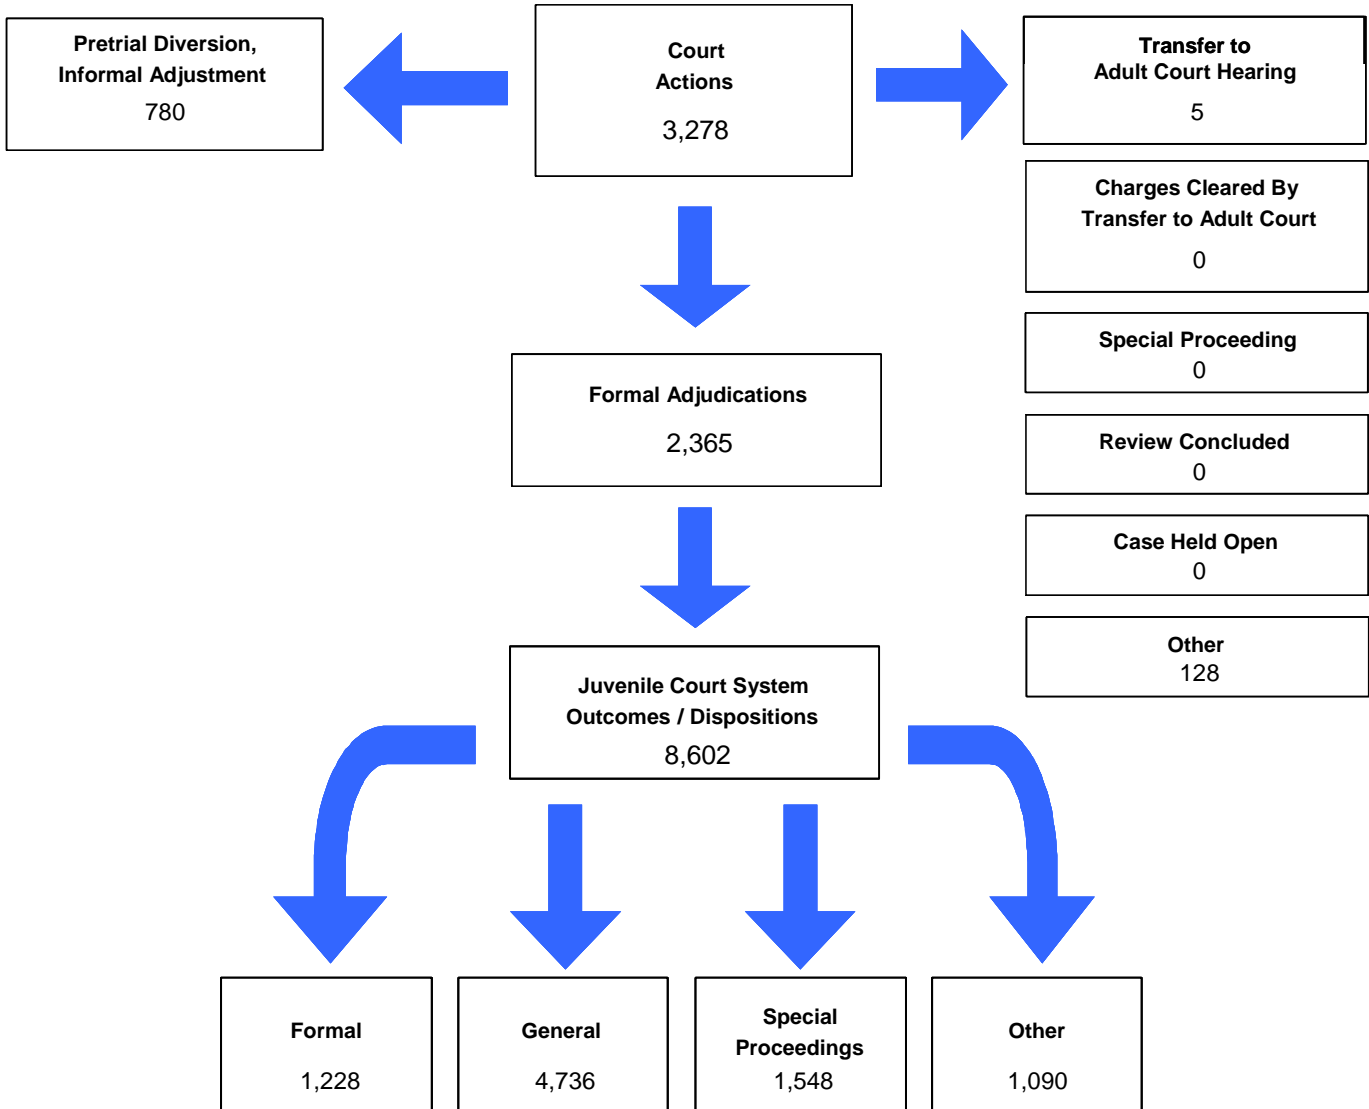 Pretrial Diversion,
Informal Adjustment
780
Court
Actions
3,278
Transfer to
Adult Court Hearing
5
Charges Cleared By
Transfer to Adult Court
0
Special Proceeding
0
Review Concluded
0
Case Held Open
0
Other
128
Formal Adjudications
2,365
Juvenile Court System
Outcomes / Dispositions
8,602
Formal
1,228
General
4,736
Special
Proceedings
1,548
Other
1,090